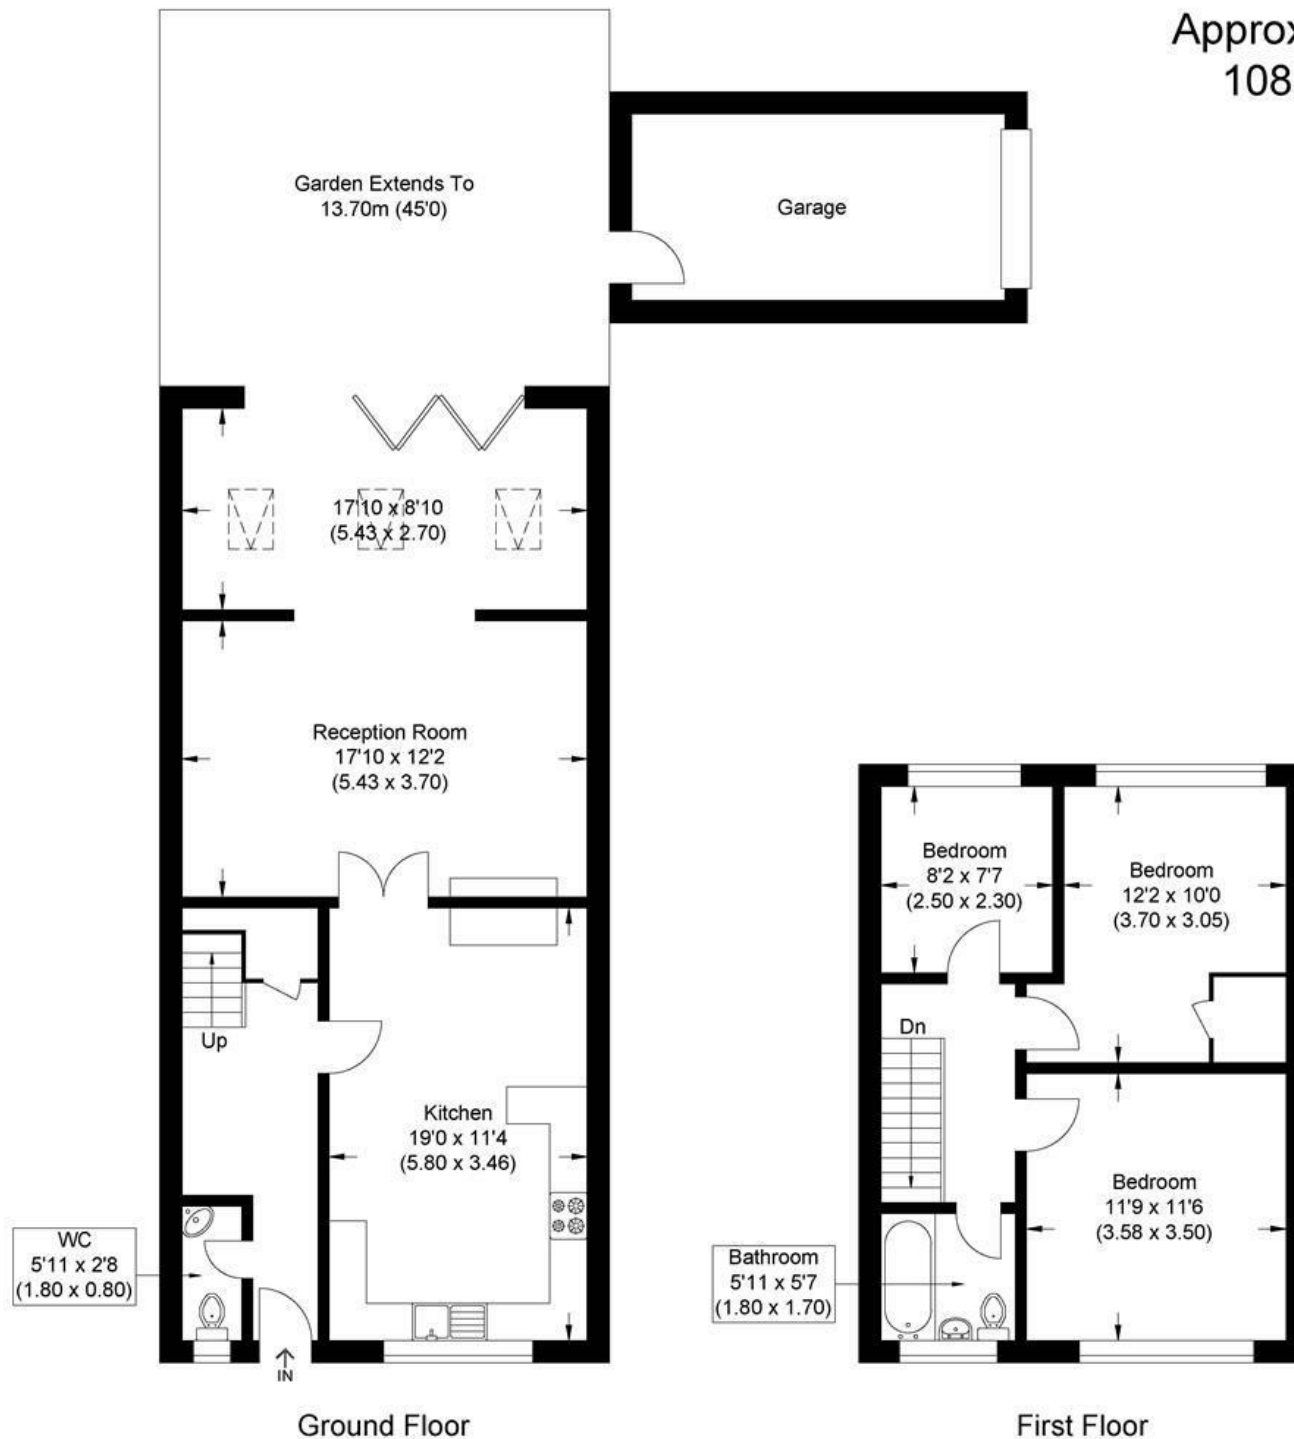 Approx
108
Garden Extends To
13.70m (45'0)
Garage
17'10 x 8'10
(5.43 x 2.70)
Reception Room
17'10 x 12'2
(5.43 x 3.70)
Up
Kitchen
19'0 x 11'4
(5.80 x 3.46)
WC
5'11 x 2'8
(1.80 x 0.80)
IN
Ground Floor
Bedroom
8'2 x 7'7
(2.50 x 2.30)
Bedroom
12'2 x 10'0
(3.70 x 3.05)
Dn
Bedroom
11'9 x 11'6
(3.58 x 3.50)
Bathroom
5'11 x 5'7
(1.80 x 1.70)
First Floor